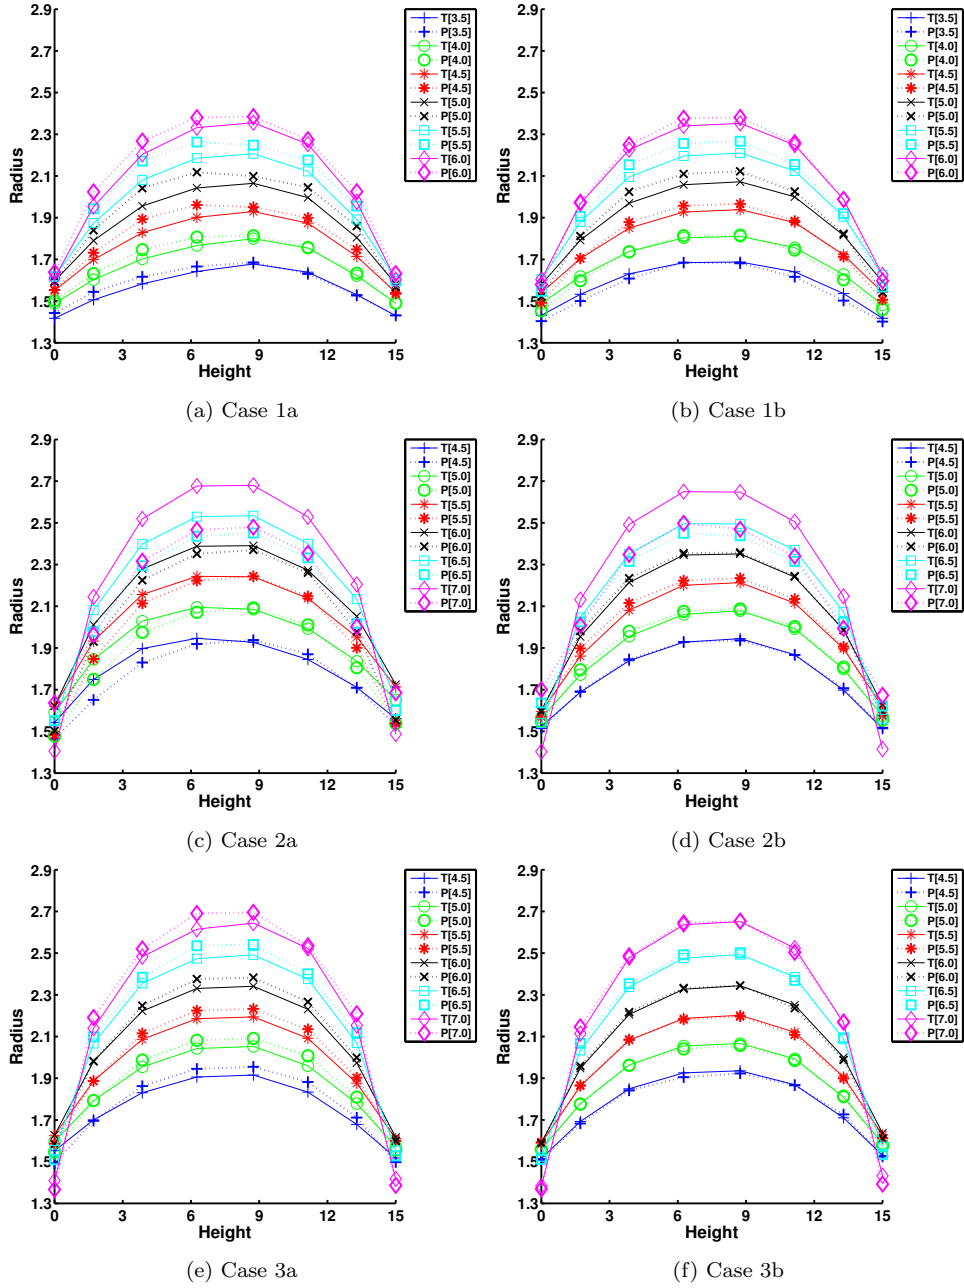 2.9
2.7
2.5
2.3
2.1
1.9
1.7
1.5
1.3
Radius
0 3 6 9 12 15
Height
T[3.5]
P[3.5]
T[4.0]
P[4.0]
T[4.5]
P[4.5]
T[5.0]
P[5.0]
T[5.5]
P[5.5]
T[6.0]
P[6.0]
(a) Case 1a
2.9
2.7
2.5
2.3
2.1
1.9
1.7
1.5
1.3
Radius
0 3 6 9 12 15
Height
T[3.5]
P[3.5]
T[4.0]
P[4.0]
T[4.5]
P[4.5]
T[5.0]
P[5.0]
T[5.5]
P[5.5]
T[6.0]
P[6.0]
(b) Case 1b
2.9
2.7
2.5
2.3
2.1
1.9
1.7
1.5
1.3
Radius
0 3 6 9 12 15
Height
T[4.5]
P[4.5]
T[5.0]
P[5.0]
T[5.5]
P[5.5]
T[6.0]
P[6.0]
T[6.5]
P[6.5]
T[7.0]
P[7.0]
(c) Case 2a
2.9
2.7
2.5
2.3
2.1
1.9
1.7
1.5
1.3
Radius
0 3 6 9 12 15
Height
T[4.5]
P[4.5]
T[5.0]
P[5.0]
T[5.5]
P[5.5]
T[6.0]
P[6.0]
T[6.5]
P[6.5]
T[7.0]
P[7.0]
(d) Case 2b
2.9
2.7
2.5
2.3
2.1
1.9
1.7
1.5
1.3
Radius
0 3 6 9 12 15
Height
T[4.5]
P[4.5]
T[5.0]
P[5.0]
T[5.5]
P[5.5]
T[6.0]
P[6.0]
T[6.5]
P[6.5]
T[7.0]
P[7.0]
(e) Case 3a
2.9
2.7
2.5
2.3
2.1
1.9
1.7
1.5
1.3
Radius
0 3 6 9 12 15
Height
T[4.5]
P[4.5]
T[5.0]
P[5.0]
T[5.5]
P[5.5]
T[6.0]
P[6.0]
T[6.5]
P[6.5]
T[7.0]
P[7.0]
(f) Case 3b